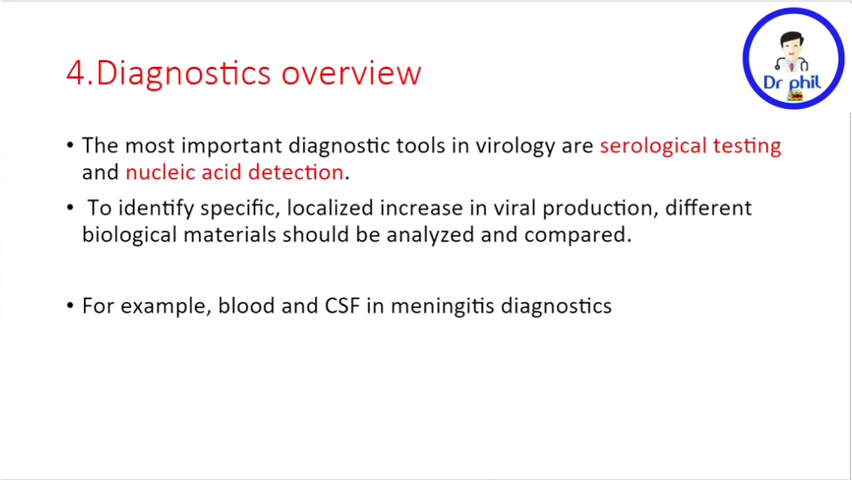 4.Diagnostics overview
Dr phil
• The most important diagnostic tools in virology are serological testing
and nucleic acid detection.
• To identify specific, localized increase in viral production, different
biological materials should be analyzed and compared.
• For example, blood and CSF in meningitis diagnostics